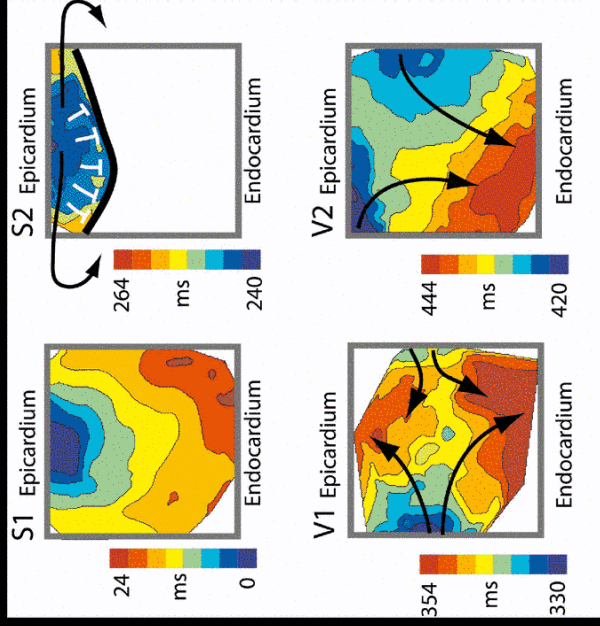 S1 Epicardium
Endocardium
24
ms
0
S2 Epicardium
Endocardium
264
ms
240
V1 Epicardium
Endocardium
354
ms
330
V2 Epicardium
Endocardium
444
ms
420